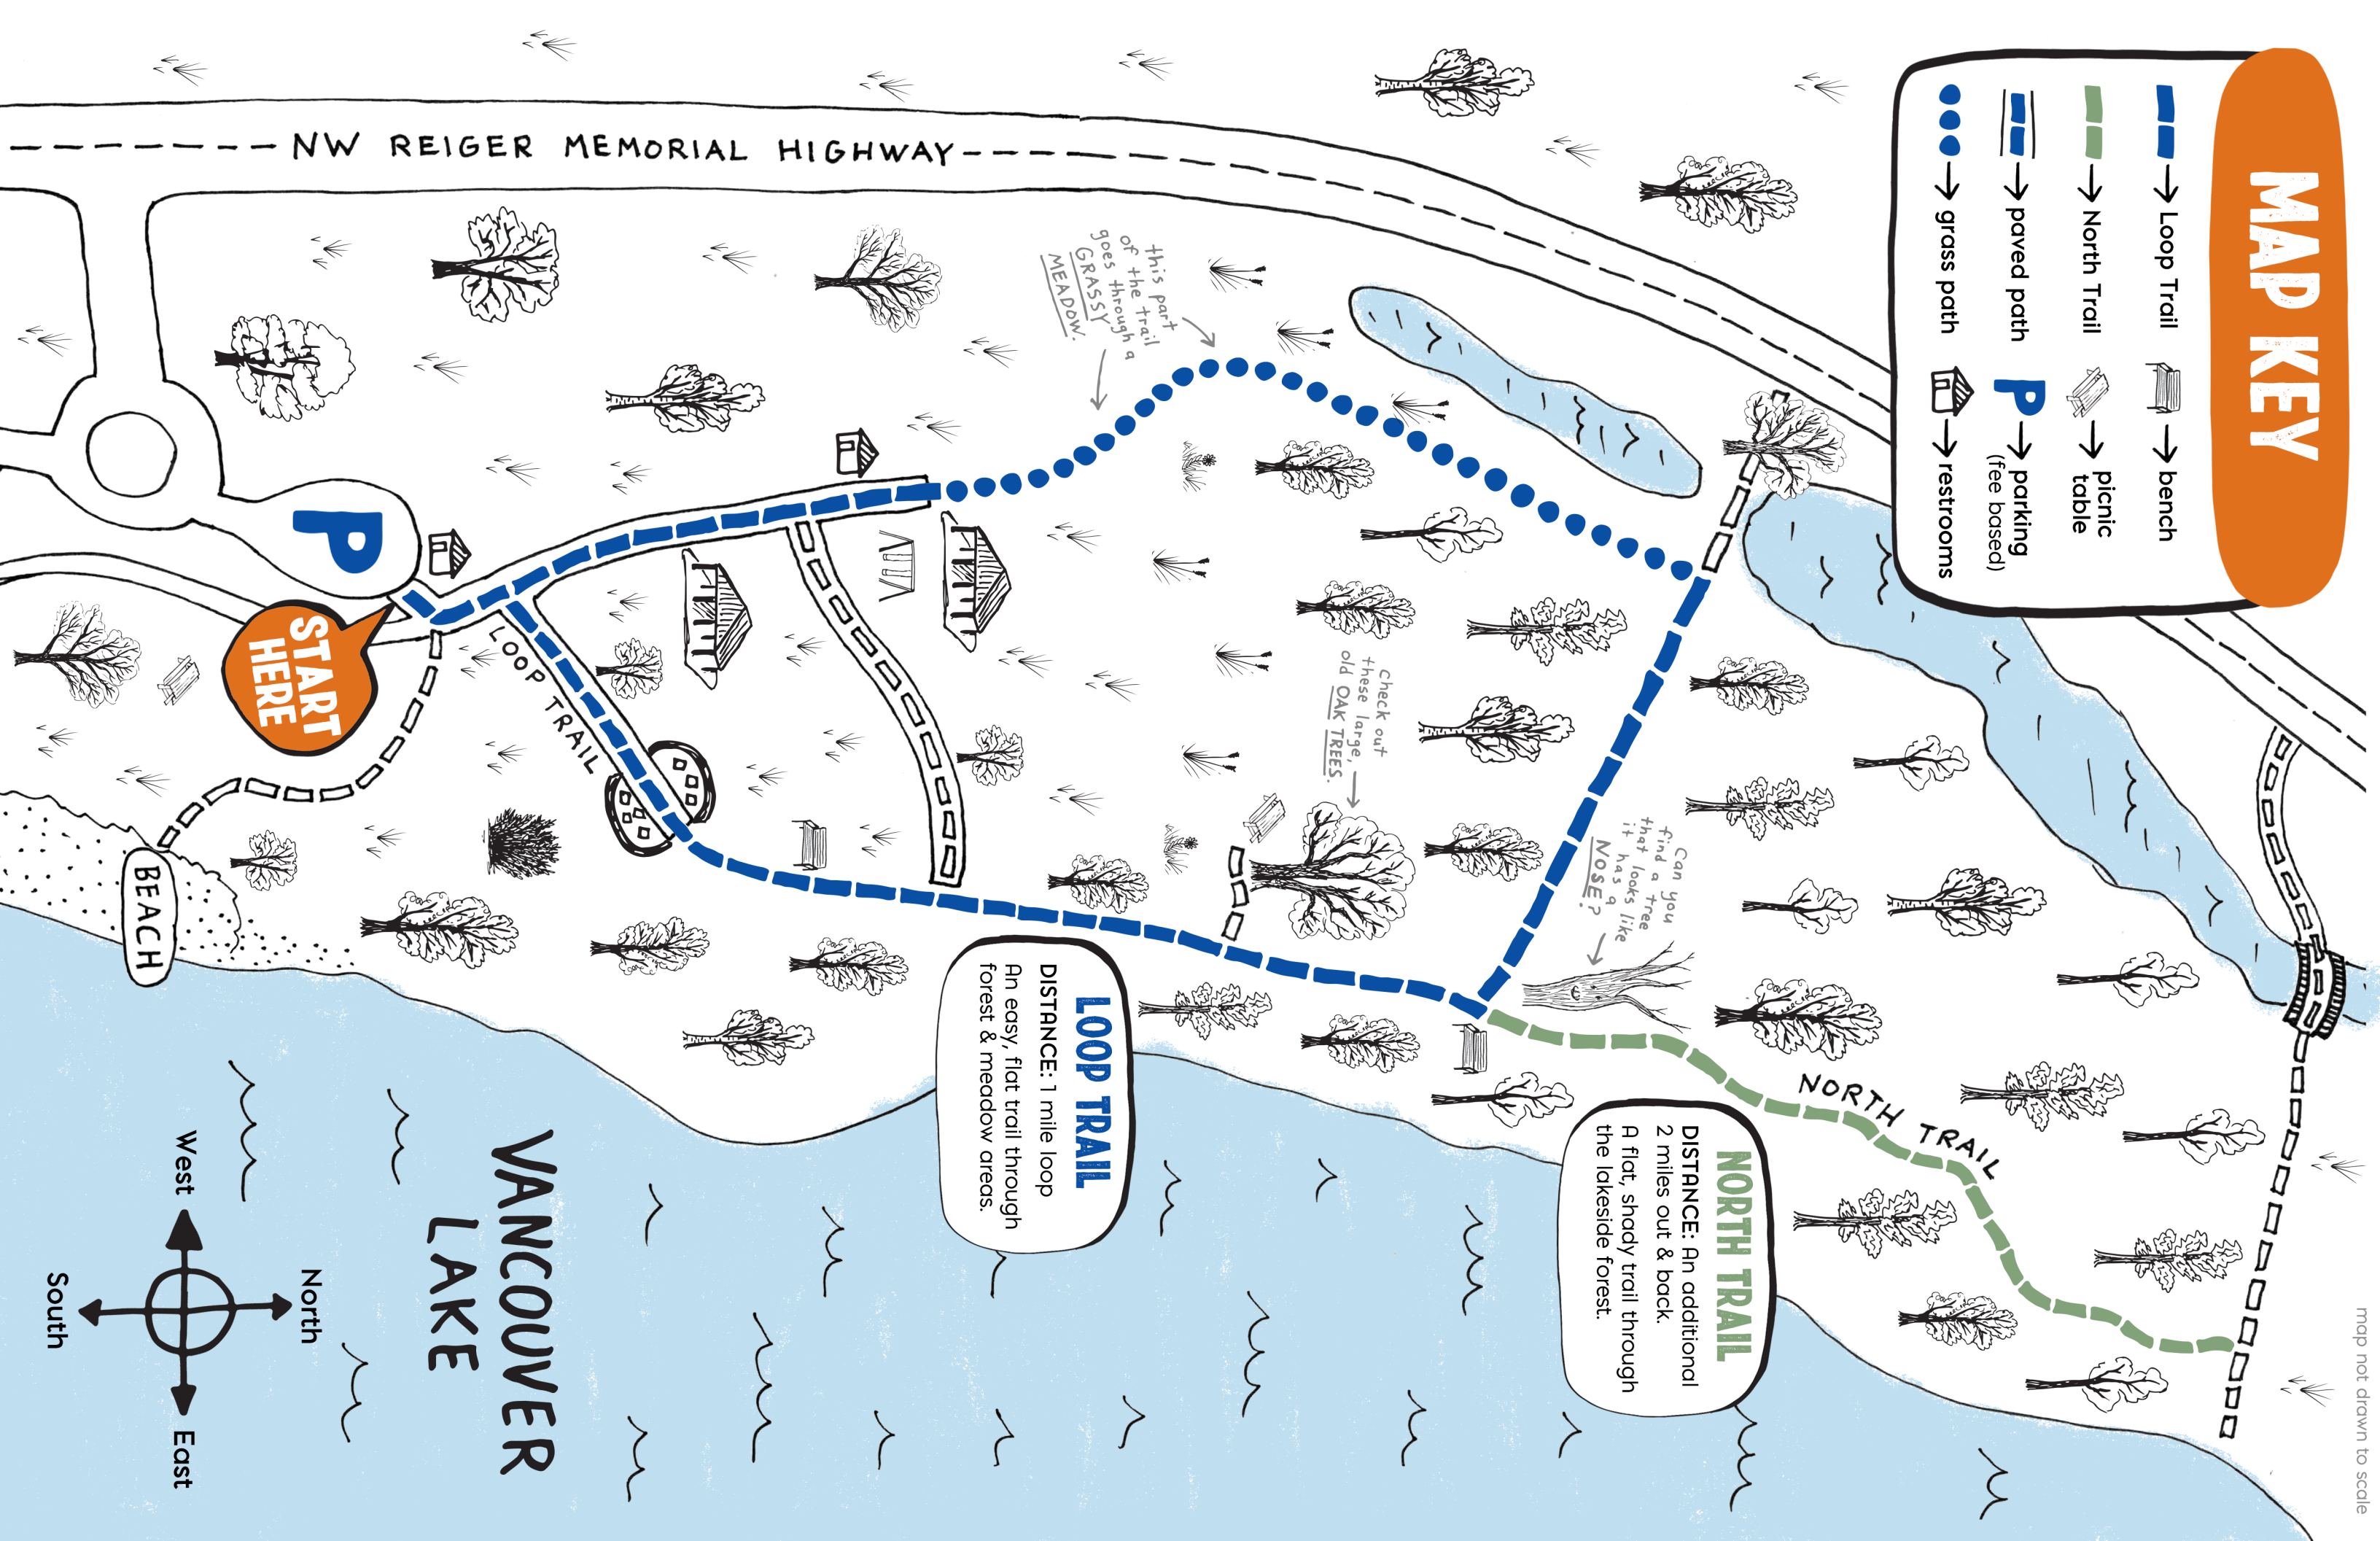 MAP KEY
Loop Trail
North Trail
paved path
grass path
bench
picnic
table
parking
(fee based)
restrooms
NW REIGER MEMORIAL HIGHWAY
this part
of the trail
goes through a
GRASSY
MEADOW.
P
START
HERE
LOOP TRAIL
check out
these large,
old OAK TREES.
can you
find a tree
that looks like
it has a
NOSE?
BEACH
LOOP TRAIL
DISTANCE: 1 mile loop
An easy, flat trail through
forest & meadow areas.
NORTH TRAIL
NORTH TRAIL
DISTANCE: An additional
2 miles out & back.
A flat, shady trail through
the lakeside forest.
VANCOUVER
LAKE
North
West
East
South
map not drawn to scale